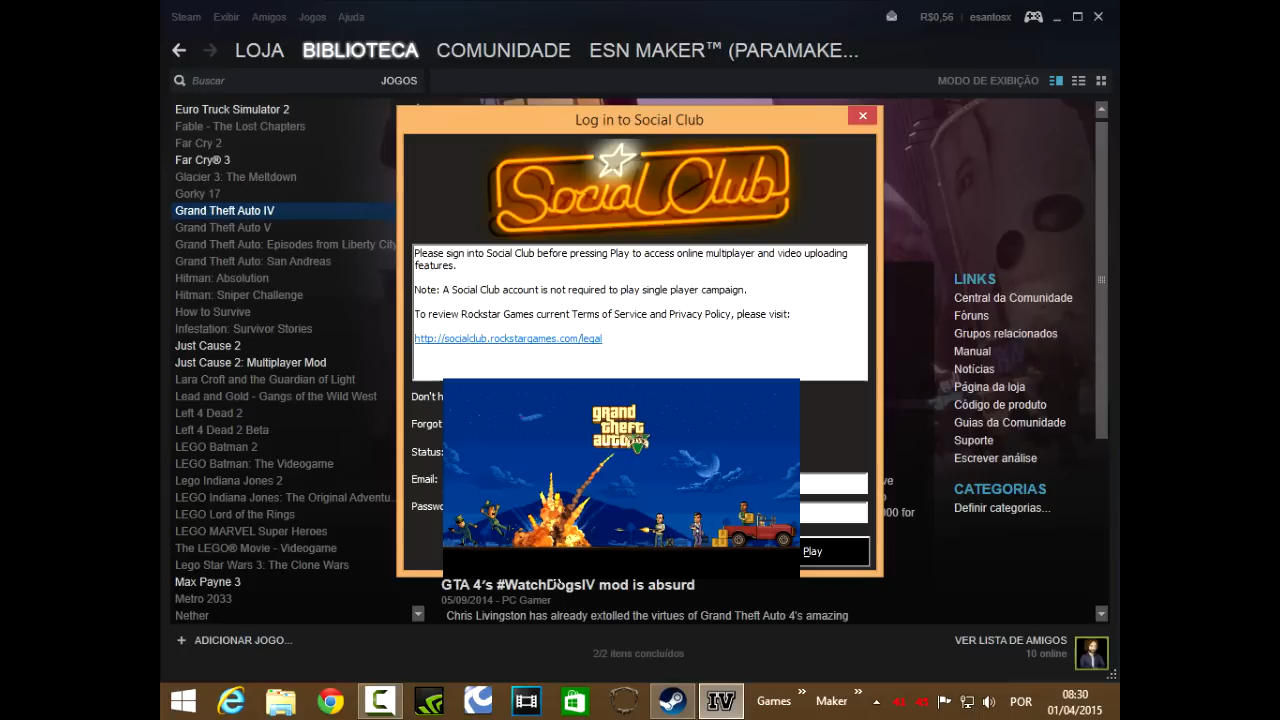 Steam Exibir Amigos Jogos Ajuda
R$0,56 esantosx
LOJA BIBLIOTECA COMUNIDADE ESN MAKER™ (PARAMAKE...
Buscar JOGOS
MODO DE EXIBIÇÃO
Euro Truck Simulator 2
Fable - The Lost Chapters
Far Cry 2
Far Cry® 3
Glacier 3: The Meltdown
Gorky 17
Grand Theft Auto IV
Grand Theft Auto V
Grand Theft Auto: Episodes from Liberty City
Grand Theft Auto: San Andreas
Hitman: Absolution
Hitman: Sniper Challenge
How to Survive
Infestation: Survivor Stories
Just Cause 2
Just Cause 2: Multiplayer Mod
Lara Croft and the Guardian of Light
Lead and Gold - Gangs of the Wild West
Left 4 Dead 2
Left 4 Dead 2 Beta
LEGO Batman 2
LEGO Batman: The Videogame
Lego Indiana Jones 2
LEGO Indiana Jones: The Original Adventu...
LEGO Lord of the Rings
LEGO MARVEL Super Heroes
The LEGO® Movie - Videogame
Lego Star Wars 3: The Clone Wars
Max Payne 3
Metro 2033
Nether
Log in to Social Club
Social Club
Please sign into Social Club before pressing Play to access online multiplayer and video uploading
features.
Note: A Social Club account is not required to play single player campaign.
To review Rockstar Games current Terms of Service and Privacy Policy, please visit:
http://socialclub.rockstargames.com/legal
Don't h
Forgot
Status:
Email:
Passwo
grand
theft
auto
Play
GTA 4's #WatchDogsIV mod is absurd
05/09/2014 - PC Gamer
Chris Livingston has already extolled the virtues of Grand Theft Auto 4's amazing
ve
000 for
LINKS
Central da Comunidade
Fóruns
Grupos relacionados
Manual
Notícias
Página da loja
Código de produto
Guias da Comunidade
Suporte
Escrever análise
CATEGORIAS
Definir categorias...
+ ADICIONAR JOGO...
2/2 itens concluídos
VER LISTA DE AMIGOS
10 online
IV
Games » Maker » POR
08:30
01/04/2015